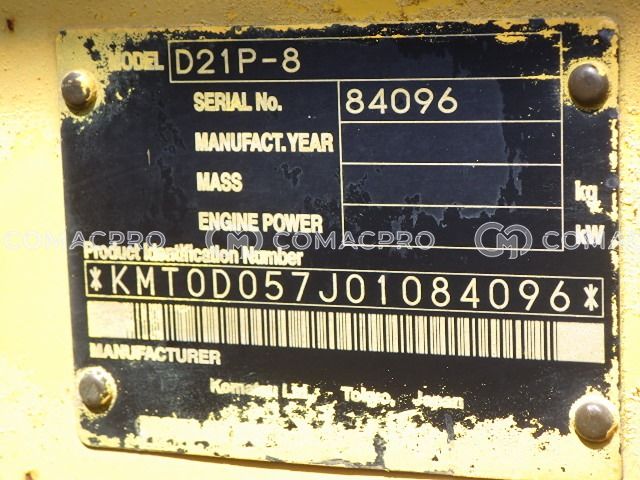 MODEL D21P-8
SERIAL No. 84096
MANUFACT.YEAR
MASS kg
ENGINE POWER kW
COMACPRO COMACPRO COMACPRO
Product Identification Number
*KMT0D057J01084096*
MANUFACTURER
Komatsu Ltd. Tokyo, Japan